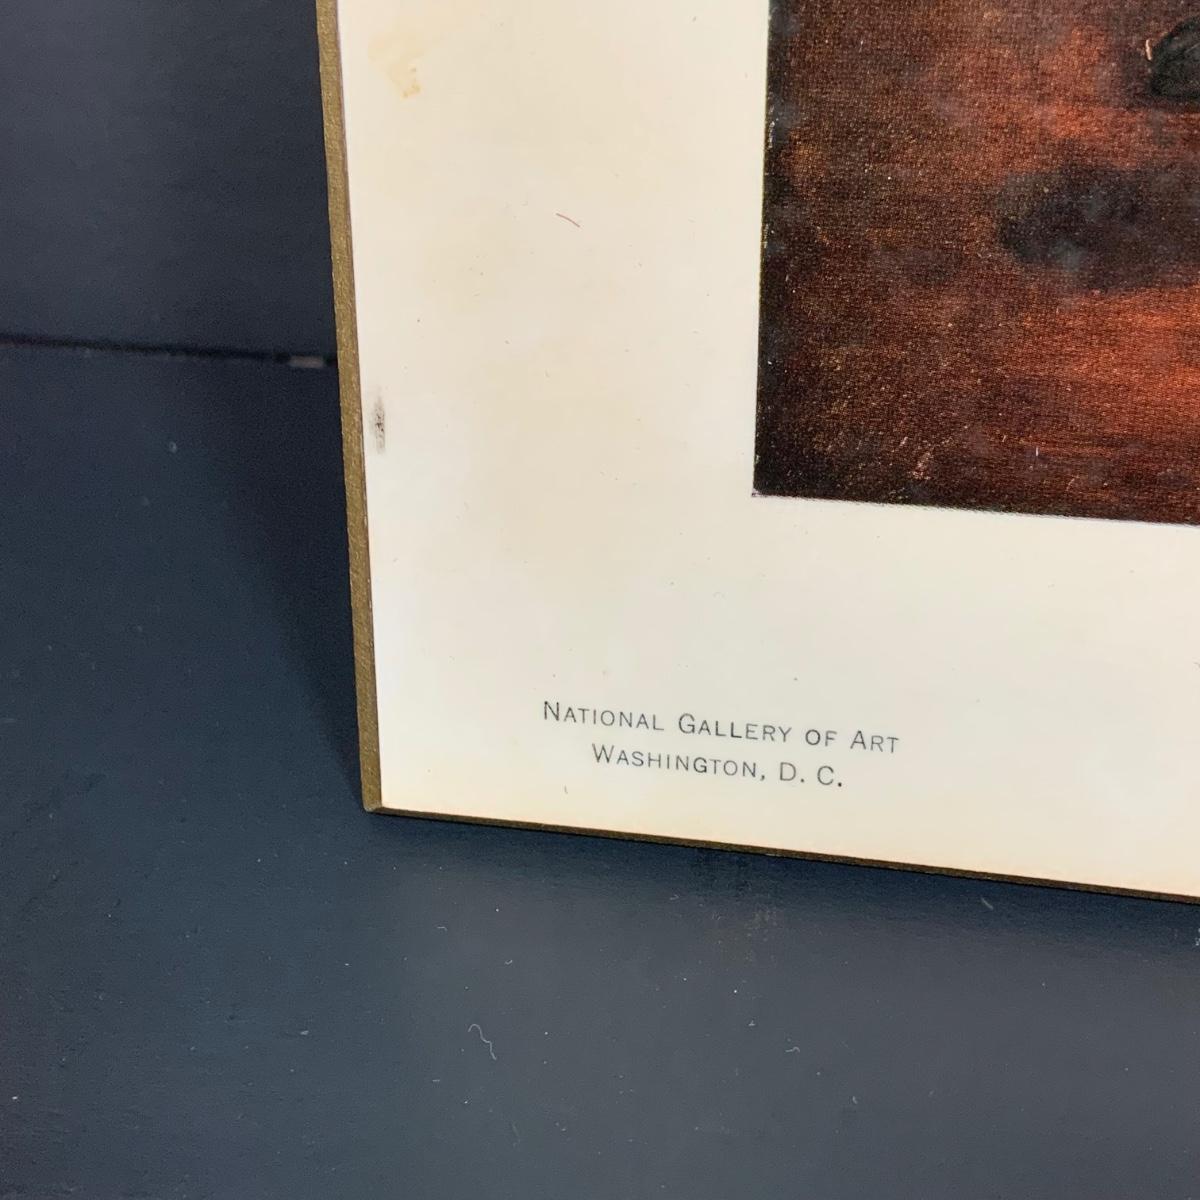 National Gallery of Art
Washington, D. C.